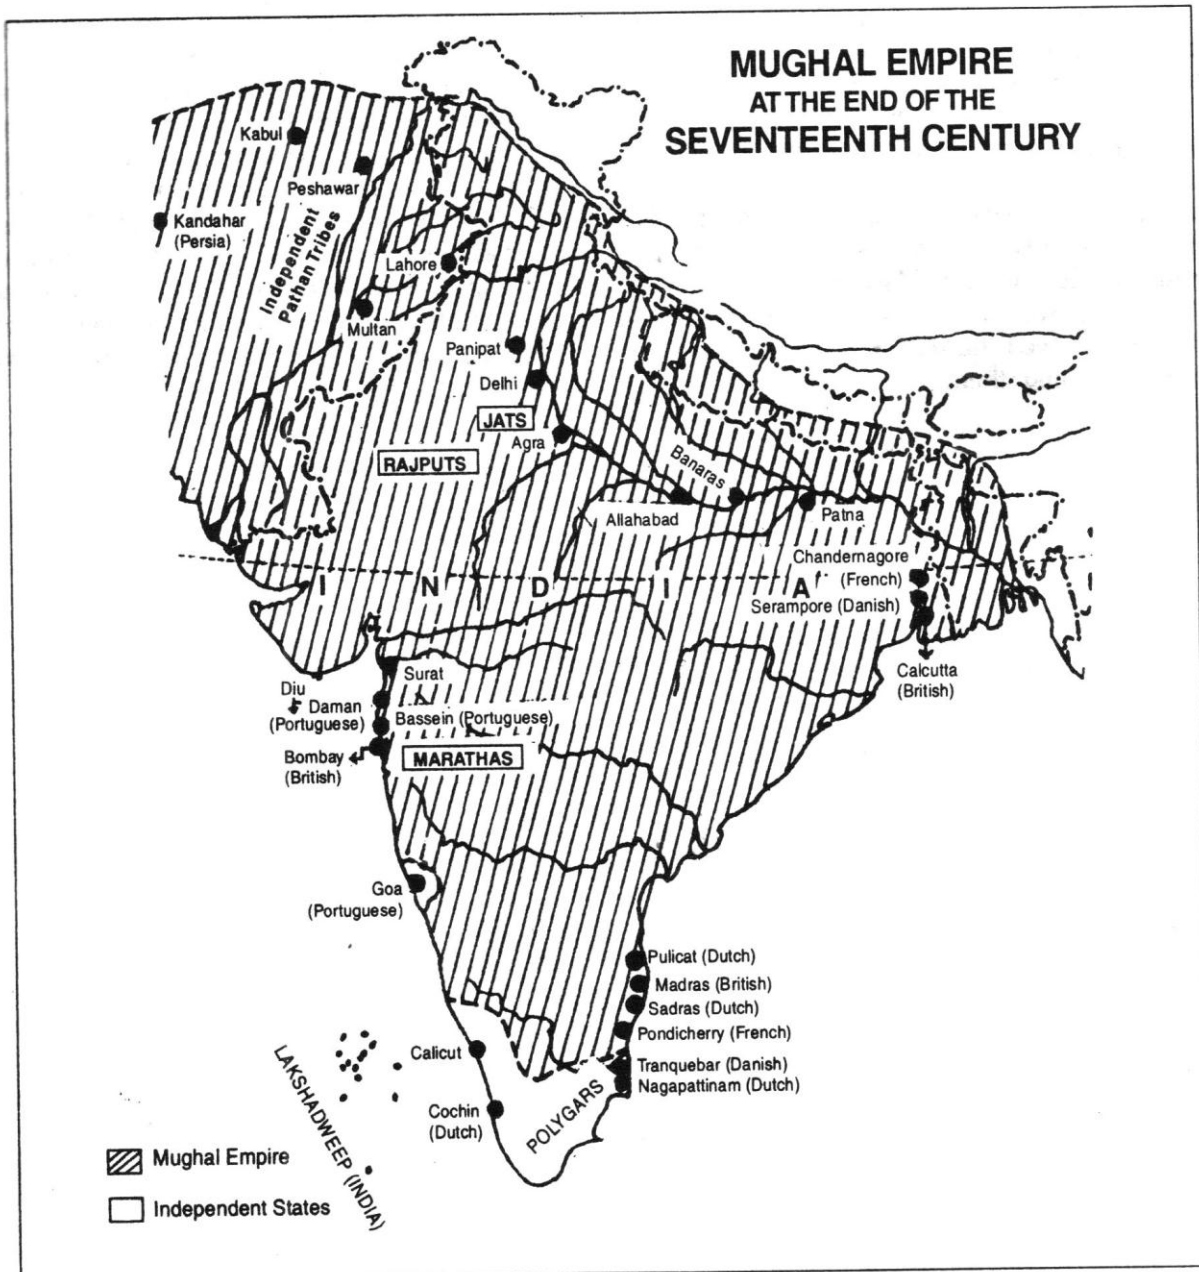 MUGHAL EMPIRE
AT THE END OF THE
SEVENTEENTH CENTURY
Kabul
Peshawar
Kandahar
(Persia)
Independent
Pathan Tribes
Lahore
Multan
Panipat
Delhi
JATS
Agra
RAJPUTS
Banaras
Allahabad
Patna
Chandernagore
(French)
I N D I A
Serampore (Danish)
Calcutta
(British)
Surat
Diu
Daman
(Portuguese)
Bassein (Portuguese)
Bombay
(British)
MARATHAS
Goa
(Portuguese)
Pulicat (Dutch)
Madras (British)
Sadras (Dutch)
Pondicherry (French)
Calicut
Tranquebar (Danish)
Nagapattinam (Dutch)
Cochin
(Dutch)
POLYGARS
LAKSHADWEEP (INDIA)
Mughal Empire
Independent States